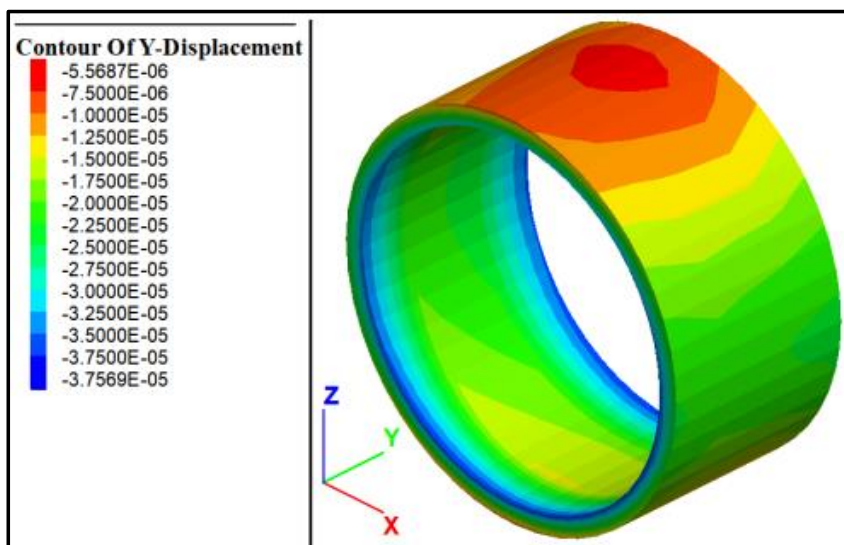 Contour Of Y-Displacement
-5.5687E-06
-7.5000E-06
-1.0000E-05
-1.2500E-05
-1.5000E-05
-1.7500E-05
-2.0000E-05
-2.2500E-05
-2.5000E-05
-2.7500E-05
-3.0000E-05
-3.2500E-05
-3.5000E-05
-3.7500E-05
-3.7569E-05
Z
Y
X